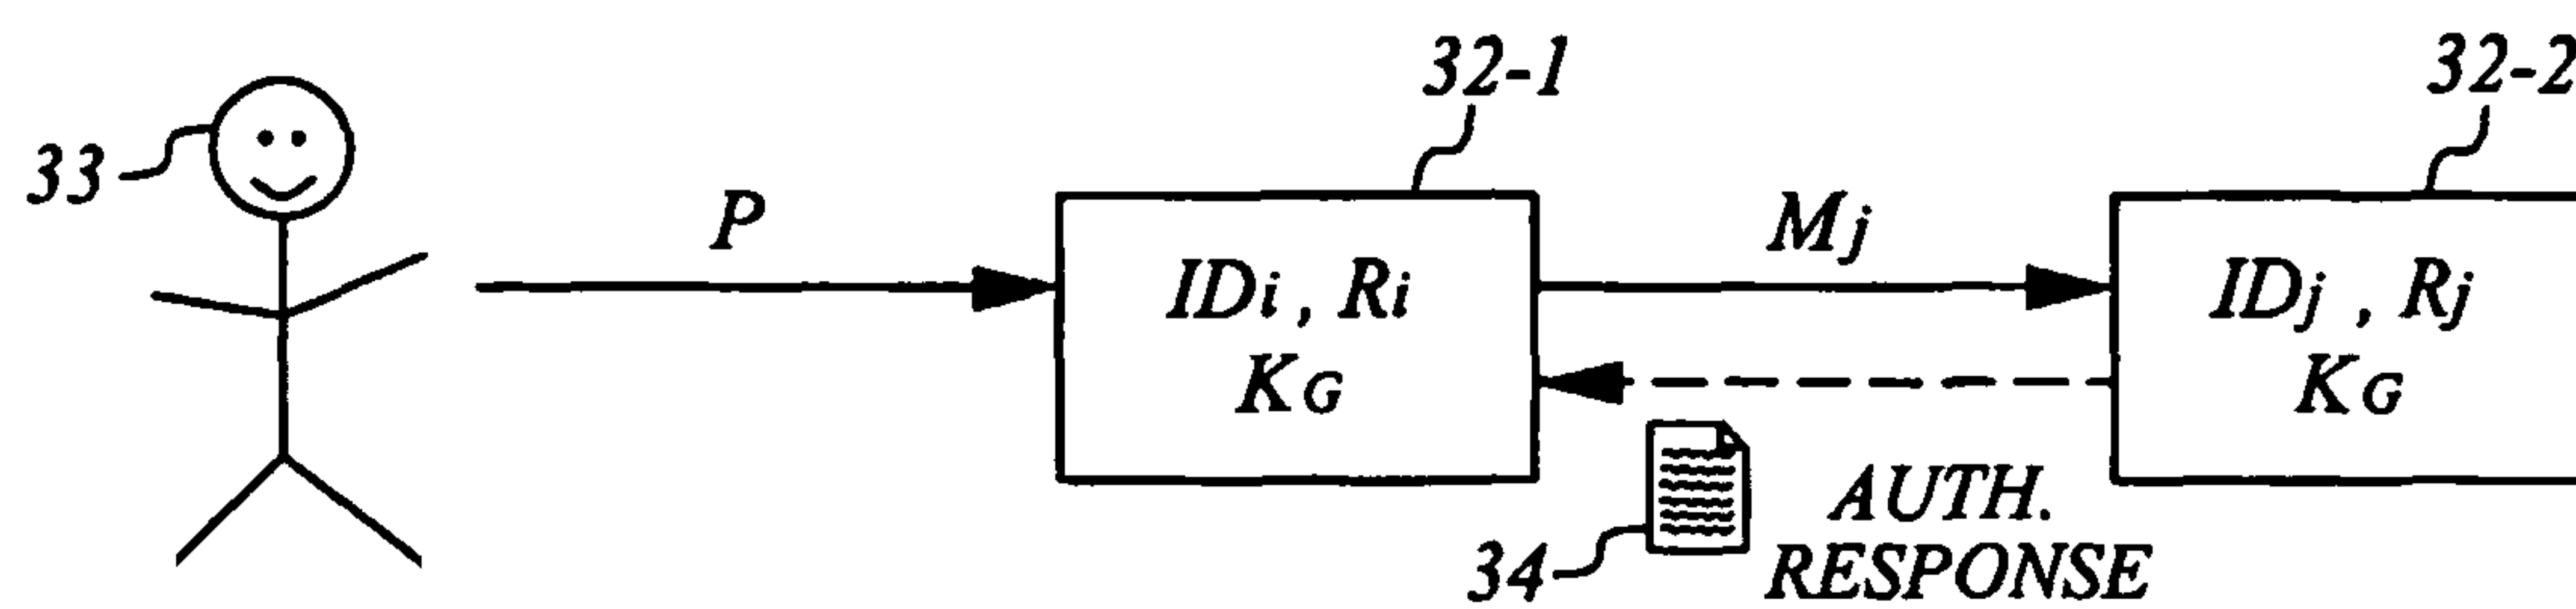 32-1
32-2
33
P
Mj
IDi , Ri
KG
IDj , Rj
KG
34
AUTH.
RESPONSE